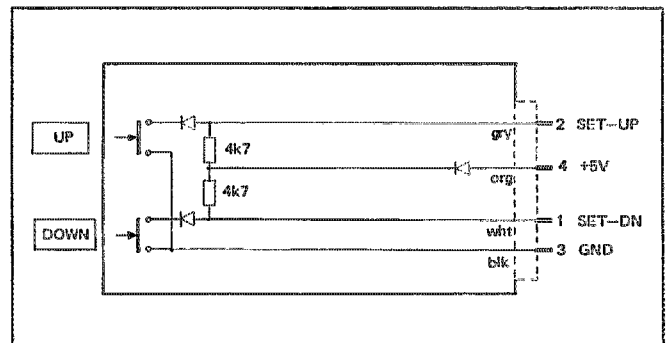 UP
4k7
4k7
DOWN
gry
2 SET-UP
org
4 +5V
wht
1 SET-DN
blk
3 GND